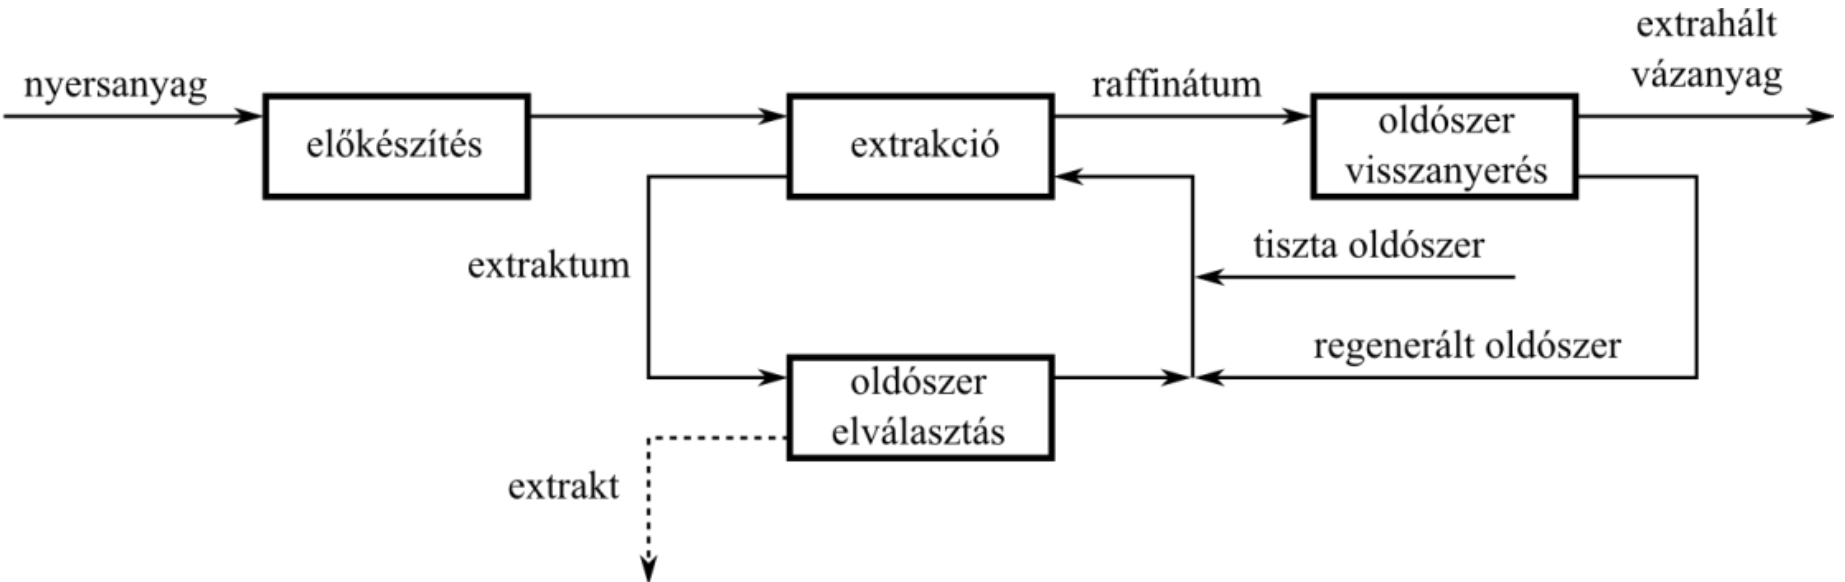 nyersanyag
előkészítés
extrakció
raffinátum
oldószer
visszanyerés
extrahált
vázanyag
extraktum
tiszta oldószer
regenerált oldószer
oldószer
elválasztás
extrakt